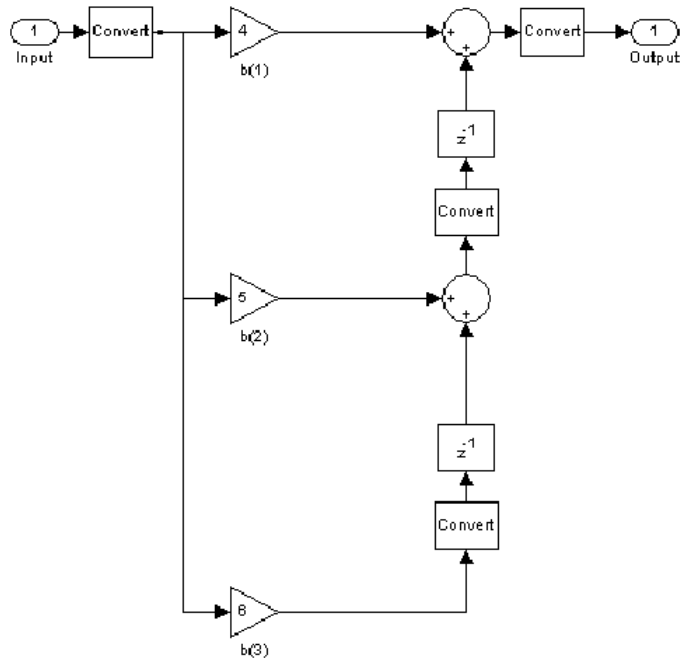 1
Convert
4
+
+
Convert
1
Input
b(1)
Output
z-1
Convert
5
+
+
b(2)
z-1
Convert
6
b(3)